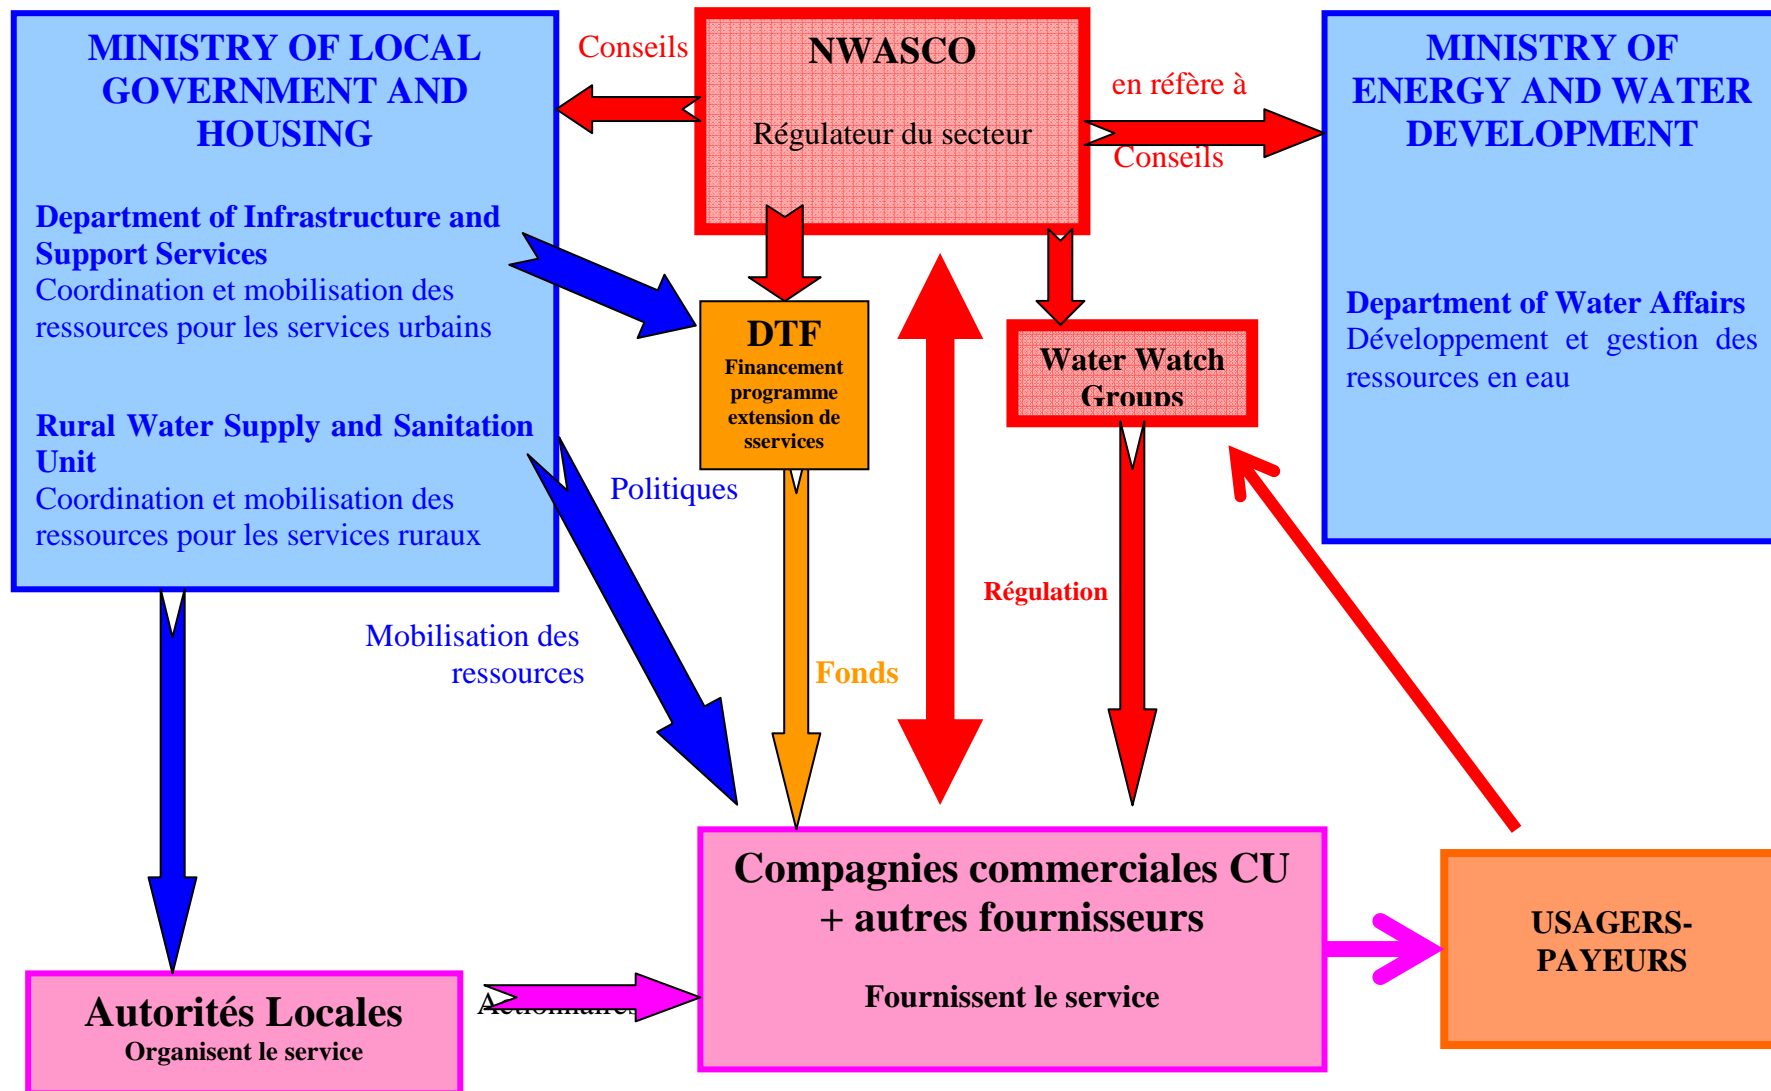 MINISTRY OF LOCAL
GOVERNMENT AND
HOUSING
Department of Infrastructure and
Support Services
Coordination et mobilisation des
ressources pour les services urbains
Rural Water Supply and Sanitation
Unit
Coordination et mobilisation des
ressources pour les services ruraux
Conseils
NWASCO
Régulateur du secteur
en réfère à
Conseils
MINISTRY OF
ENERGY AND WATER
DEVELOPMENT
Department of Water Affairs
Développement et gestion des
ressources en eau
DTF
Financement
programme
extension de
sservices
Water Watch
Groups
Politiques
Régulation
Mobilisation des
ressources
Fonds
Compagnies commerciales CU
+ autres fournisseurs
Fournissent le service
USAGERS-
PAYEURS
Autorités Locales
Organisent le service
Actionnaires